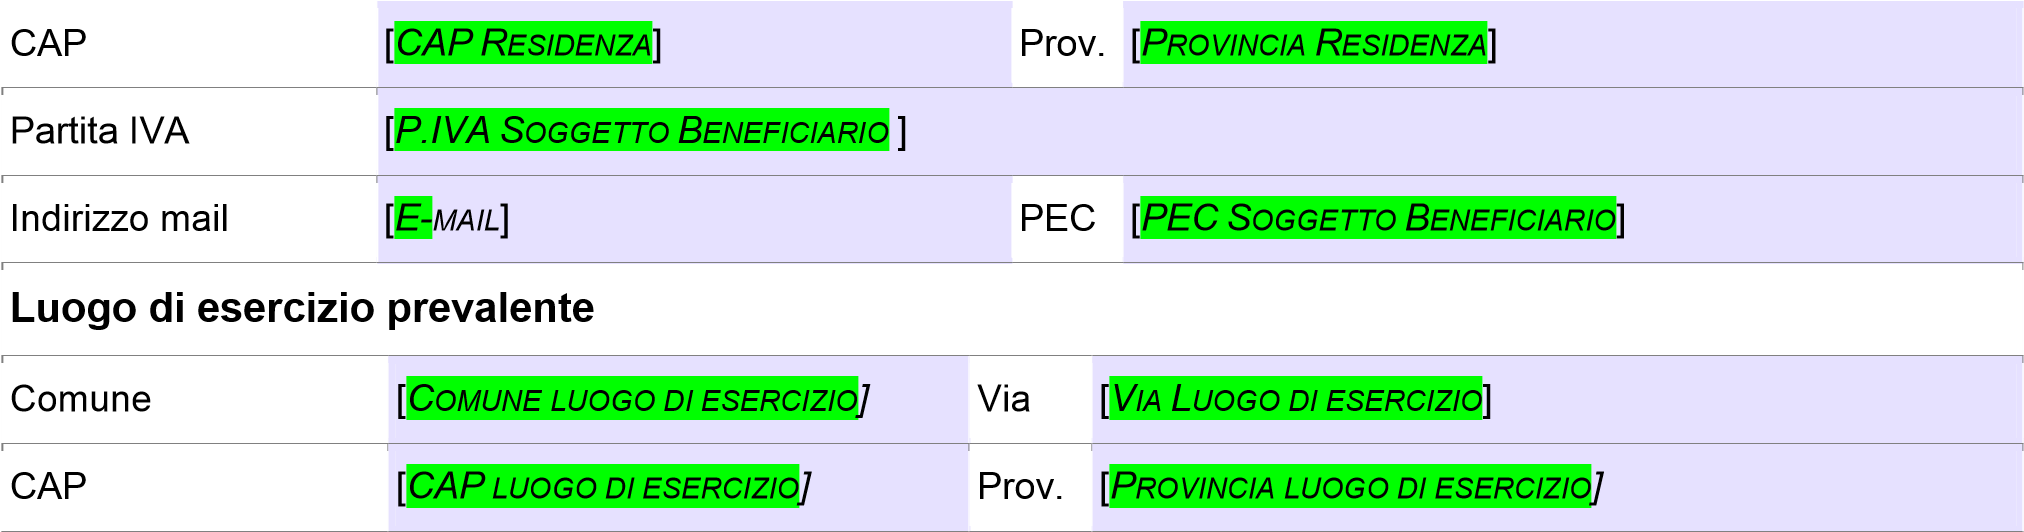 CAP [CAP Residenza] Prov. [Provincia Residenza]
Partita IVA [P.IVA Soggetto Beneficiario ]
Indirizzo mail [E-mail] PEC [PEC Soggetto Beneficiario]
Luogo di esercizio prevalente
Comune [Comune luogo di esercizio] Via [Via Luogo di esercizio]
CAP [CAP luogo di esercizio] Prov. [Provincia luogo di esercizio]